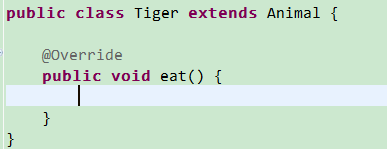 public class Tiger extends Animal {
@Override
public void eat() {
}
}